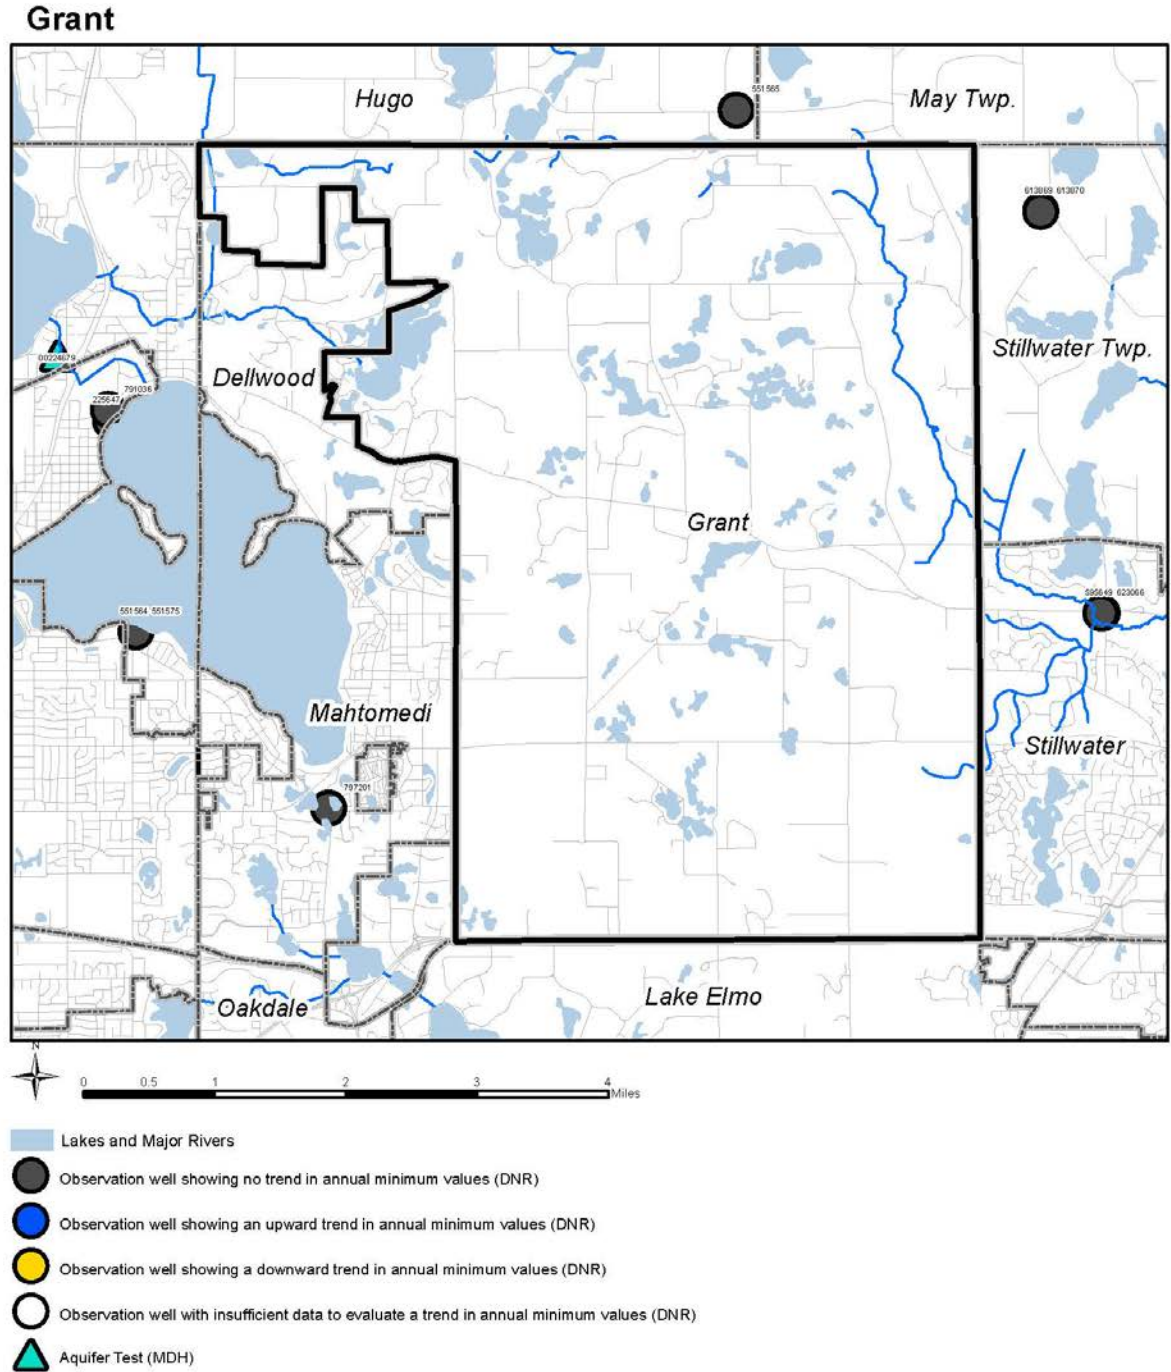 Grant
Hugo
551565
May Twp.
613869 613870
Stillwater Twp.
00224679
Dellwood
791036
225647
Grant
595649 623066
551564 551575
Mahtomedi
Stillwater
797201
Oakdale
Lake Elmo
N
0 0.5 1 2 3 4
Miles
Lakes and Major Rivers
Observation well showing no trend in annual minimum values (DNR)
Observation well showing an upward trend in annual minimum values (DNR)
Observation well showing a downward trend in annual minimum values (DNR)
Observation well with insufficient data to evaluate a trend in annual minimum values (DNR)
Aquifer Test (MDH)